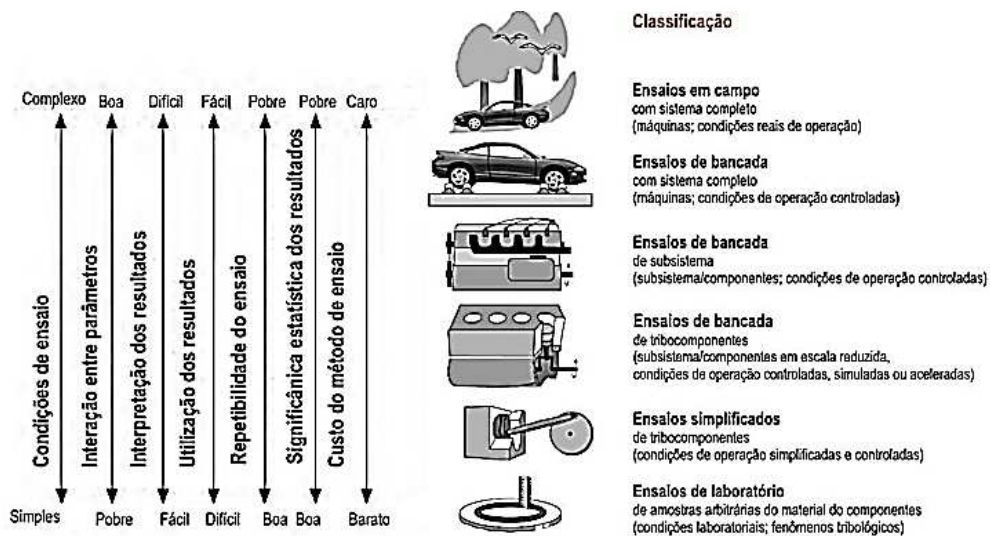 Classificação
Complexo Boa Difícil Fácil Pobre Pobre Caro
Condições de ensaio
Interação entre parâmetros
Interpretação dos resultados
Utilização dos resultados
Repetibilidade do ensaio
Significânica estatística dos resultados
Custo do método de ensaio
Simples Pobre Fácil Difícil Boa Boa Barato
Ensaios em campo
com sistema completo
(máquinas; condições reais de operação)
Ensaios de bancada
com sistema completo
(máquinas; condições de operação controladas)
Ensaios de bancada
de subsistema
(subsistema/componentes; condições de operação controladas)
Ensaios de bancada
de tribocomponentes
(subsistema/componentes em escala reduzida,
condições de operação controladas, simuladas ou aceleradas)
Ensaios simplificados
de tribocomponentes
(condições de operação simplificadas e controladas)
Ensaios de laboratório
de amostras arbitrárias do material do componentes
(condições laboratoriais; fenômenos tribológicos)